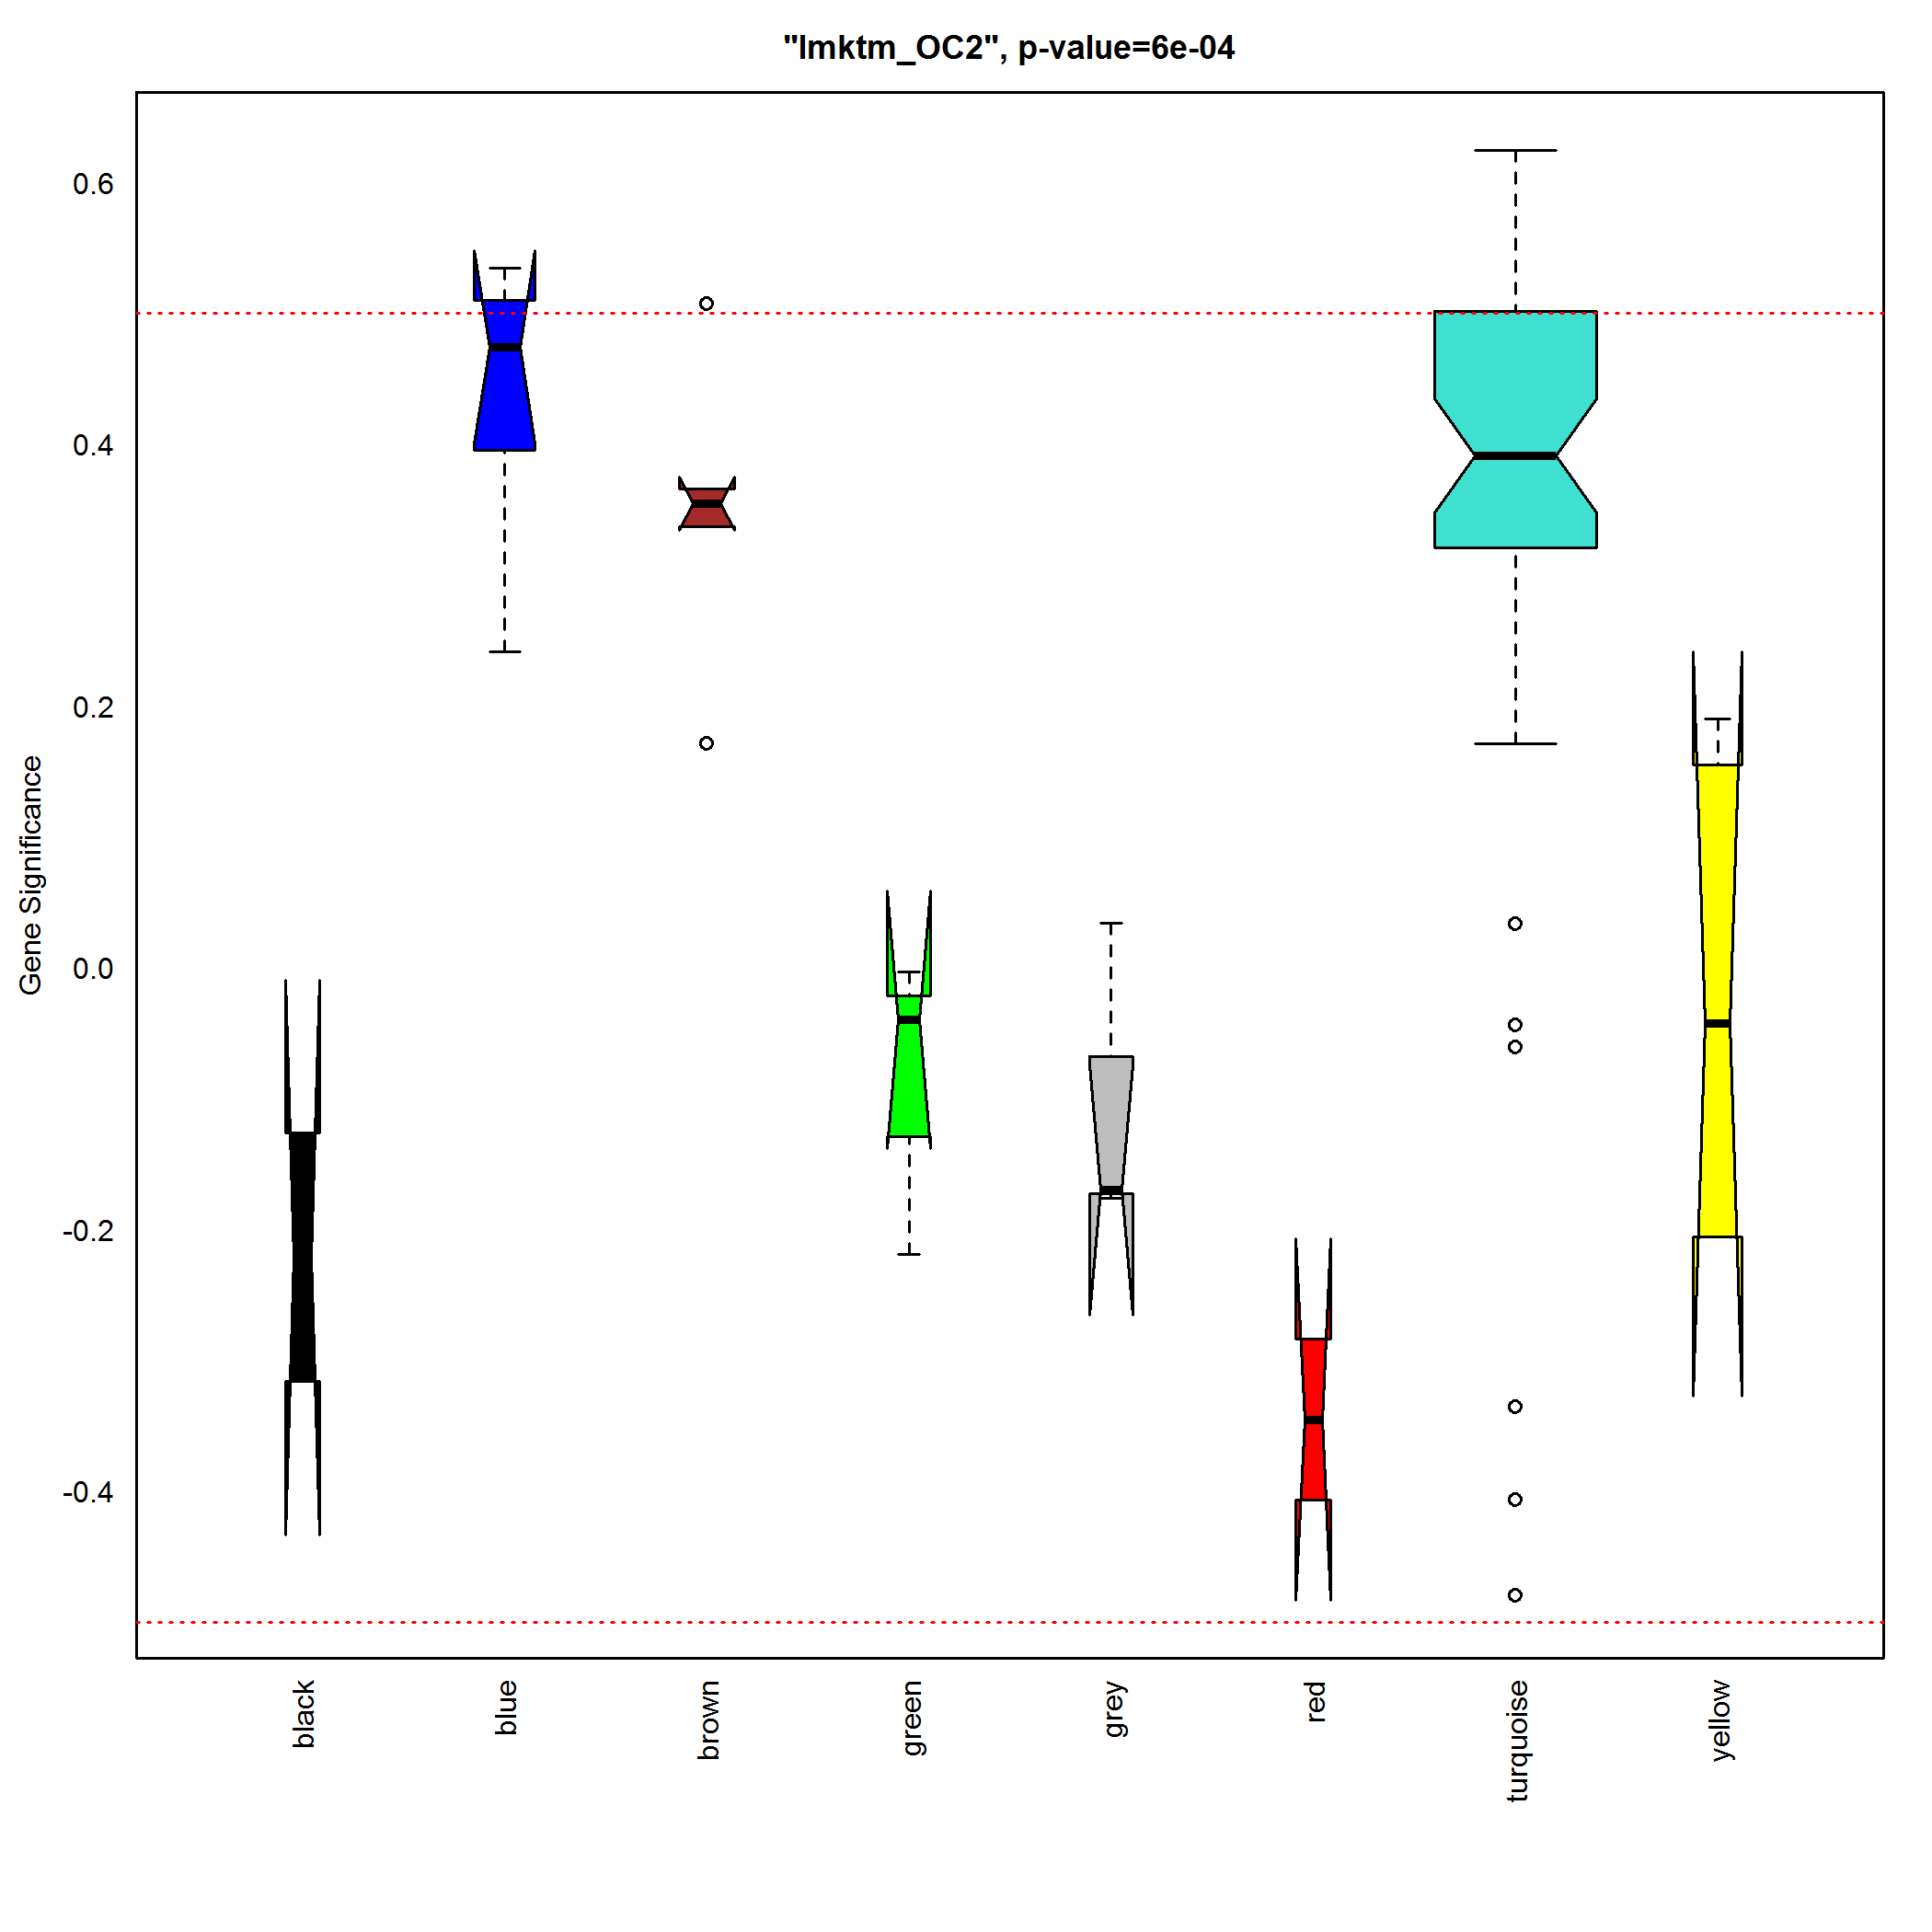 "lmktm_OC2", p-value=6e-04
Gene Significance
0.6
0.4
0.2
0.0
-0.2
-0.4
black
blue
brown
green
grey
red
turquoise
yellow